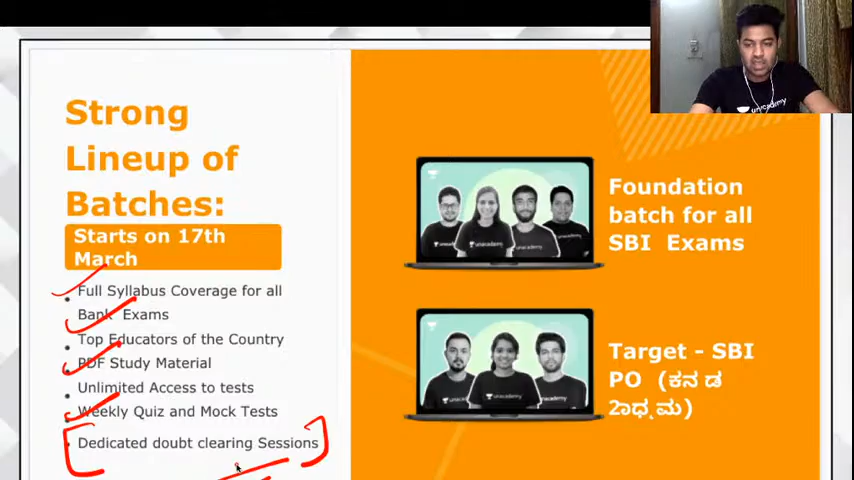 Strong
Lineup of
Batches:
Starts on 17th
March
Full Syllabus Coverage for all
Bank Exams
Top Educators of the Country
PDF Study Material
Unlimited Access to tests
Weekly Quiz and Mock Tests
Dedicated doubt clearing Sessions
Foundation
batch for all
SBI Exams
Target - SBI
PO (ಕನ ಡ
unacademy